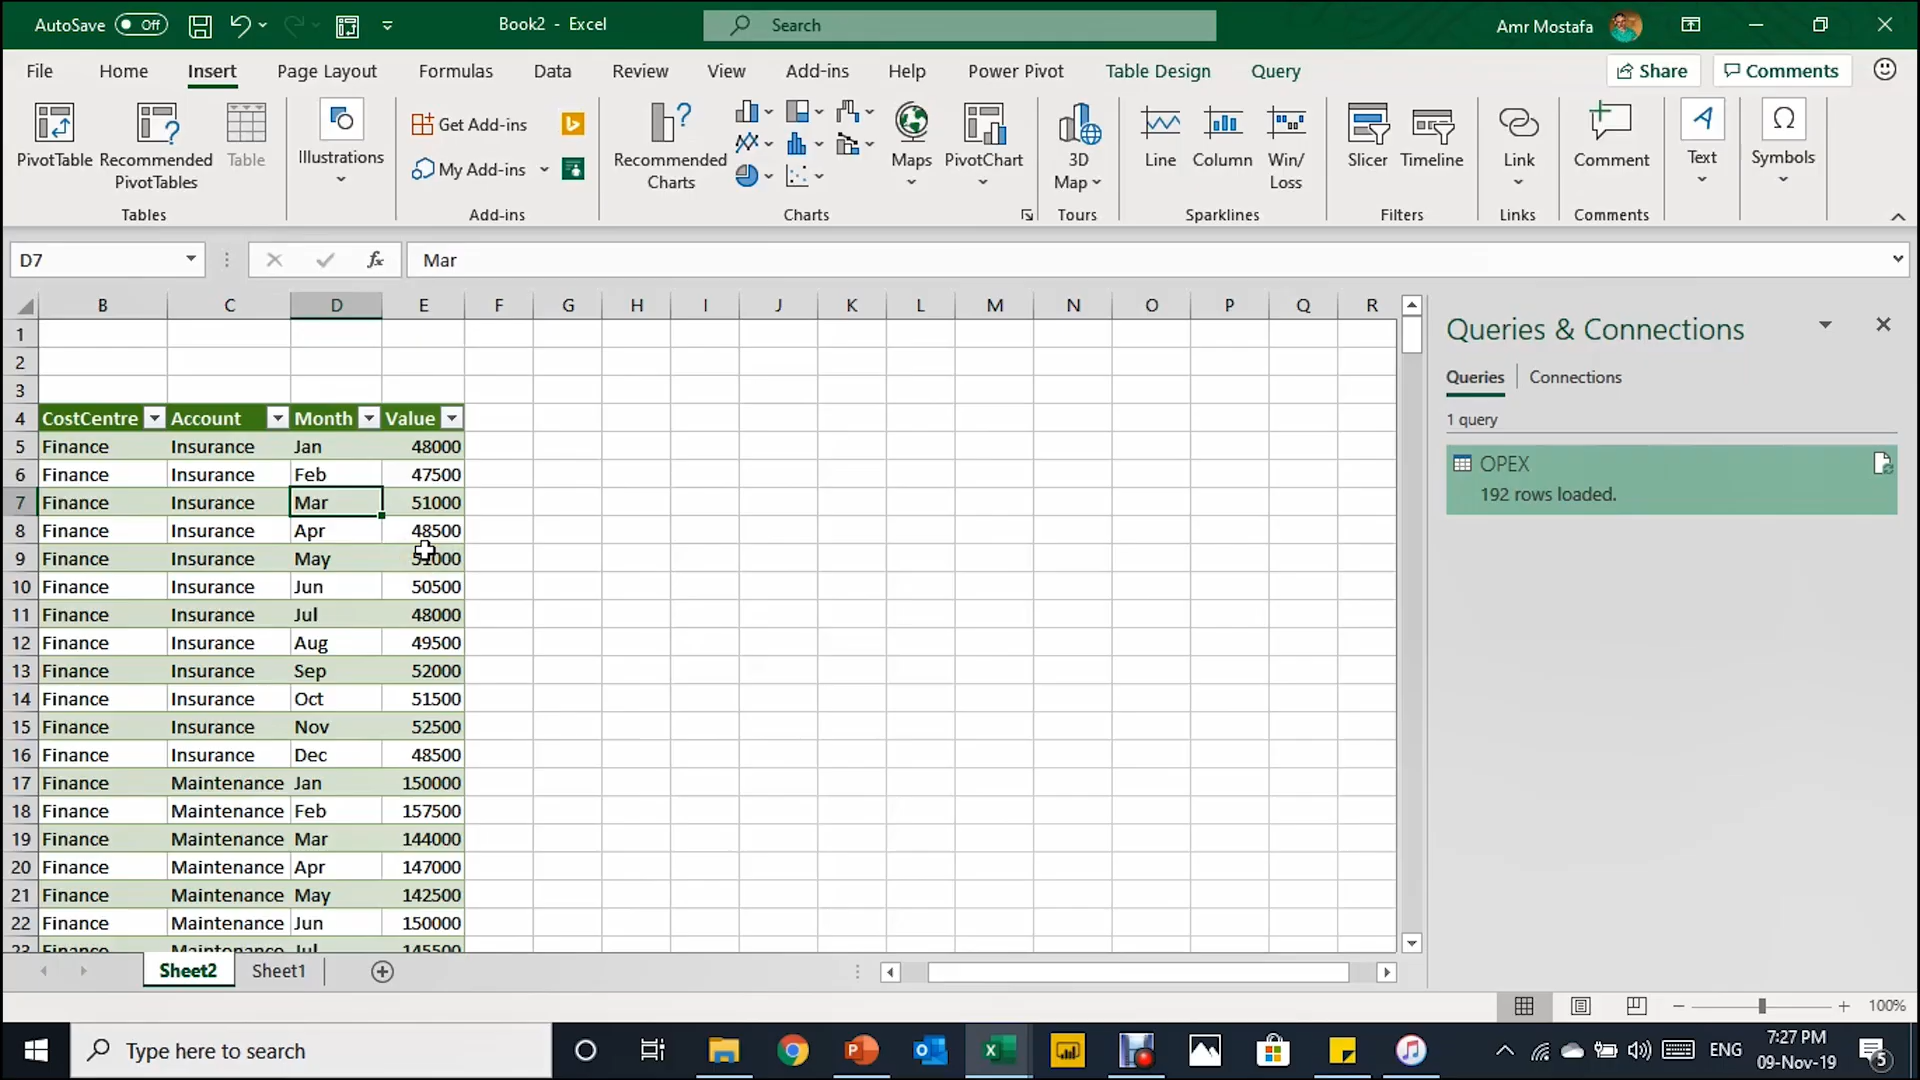 AutoSave Off Book2 - Excel Search Amr Mostafa
File Home Insert Page Layout Formulas Data Review View Add-ins Help Power Pivot Table Design Query Share Comments
PivotTable Recommended PivotTables Table
Tables
Illustrations
Get Add-ins
My Add-ins
Add-ins
Recommended Charts
Maps PivotChart
Charts
3D Map
Tours
Line Column Win/Loss
Sparklines
Slicer Timeline
Filters
Link
Links
Comment
Comments
Text
Symbols
D7 fx Mar
B C D E F G H I J K L M N O P Q R
1
2
3
4 CostCentre Account Month Value
5 Finance Insurance Jan 48000
6 Finance Insurance Feb 47500
7 Finance Insurance Mar 51000
8 Finance Insurance Apr 48500
9 Finance Insurance May
10 Finance Insurance Jun 50500
11 Finance Insurance Jul 48000
12 Finance Insurance Aug 49500
13 Finance Insurance Sep 52000
14 Finance Insurance Oct 51500
15 Finance Insurance Nov 52500
16 Finance Insurance Dec 48500
17 Finance Maintenance Jan 150000
18 Finance Maintenance Feb 157500
19 Finance Maintenance Mar 144000
20 Finance Maintenance Apr 147000
21 Finance Maintenance May 142500
22 Finance Maintenance Jun 150000
23 Finance Maintenance Jul 145500
Queries & Connections
Queries Connections
1 query
OPEX
192 rows loaded.
Sheet2 Sheet1
100%
Type here to search
ENG
7:27 PM
09-Nov-19
5